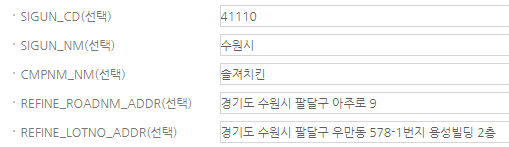 · SIGUN_CD(선택) 41110
· SIGUN_NM(선택) 수원시
· CMPNM_NM(선택) 솔져치킨
· REFINE_ROADNM_ADDR(선택) 경기도 수원시 팔달구 아주로 9
· REFINE_LOTNO_ADDR(선택) 경기도 수원시 팔달구 우만동 578-1번지 용성빌딩 2층